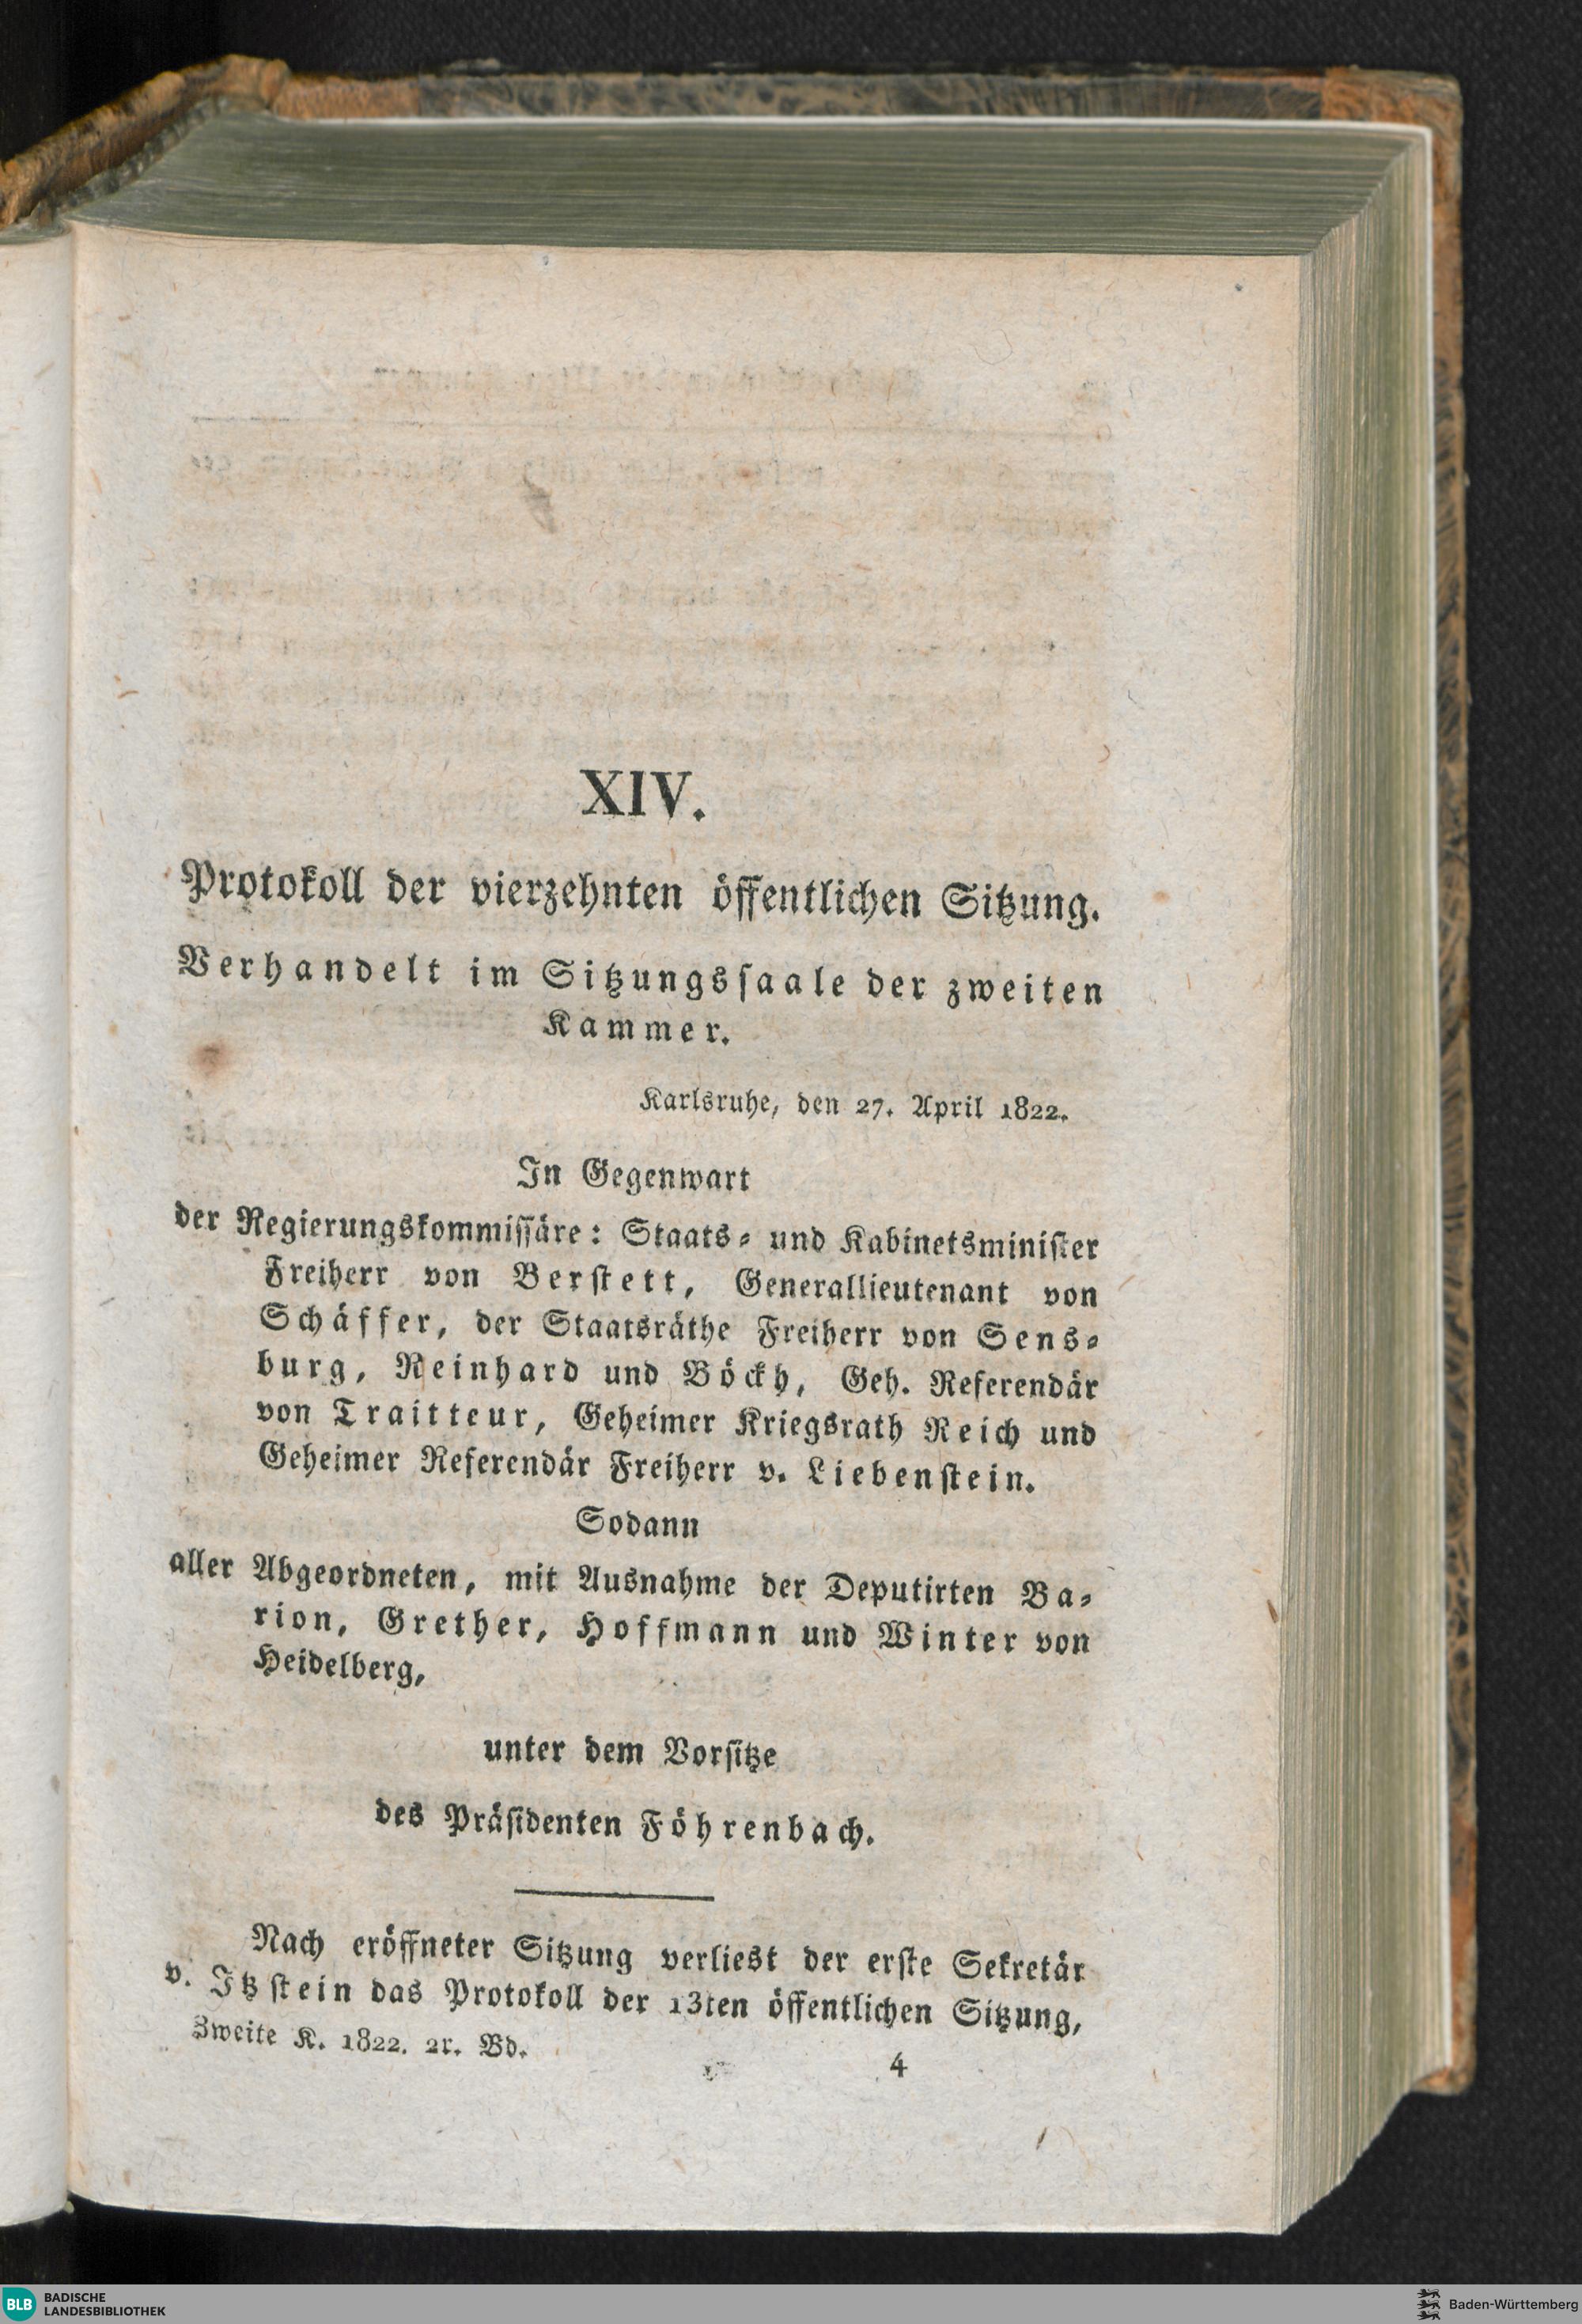 XIV.
Protokoll der vierzehnten öffentlichen Sitzung.
Verhandelt im Sitzungssaale der zweiten
Kammer.
Karlsruhe, den 27. April 1822.
In Gegenwart
der Regierungskommissäre: Staats- und Kabinetsminister
Freiherr von Berstett, Generallieutenant von
Schäffer, der Staatsräthe Freiherr von Sens-
burg, Reinhard und Böckh, Geh. Referendär
von Traitteur, Geheimer Kriegsrath Reich und
Geheimer Referendär Freiherr v. Liebenstein.
Sodann
aller Abgeordneten, mit Ausnahme der Deputirten Ba-
rion, Grether, Hoffmann und Winter von
Heidelberg,
unter dem Vorsitze
des Präsidenten Föhrenbach.
Nach eröffneter Sitzung verliest der erste Sekretär
v. Itzstein das Protokoll der 13ten öffentlichen Sitzung,
Zweite K. 1822. 2r. Bd.
4
BLB BADISCHE
LANDESBIBLIOTHEK
Baden-Württemberg